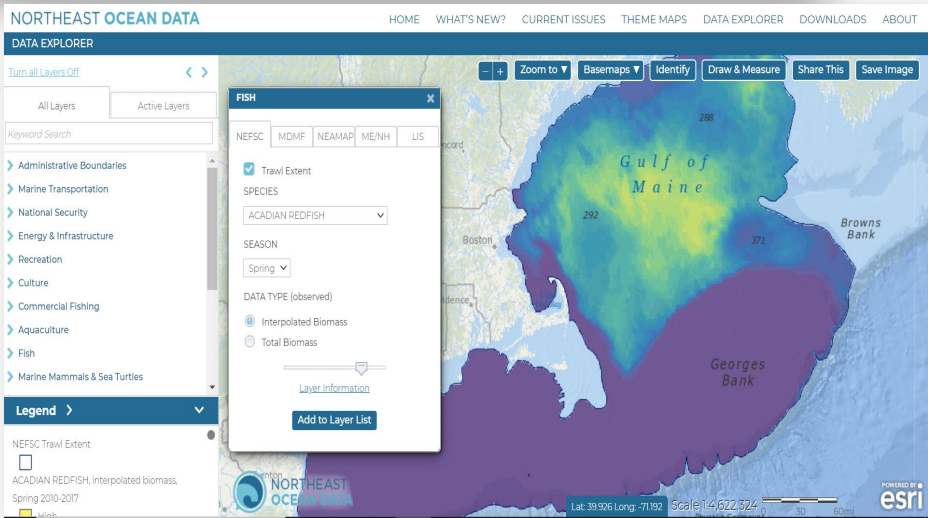 NORTHEAST OCEAN DATA
HOME WHAT'S NEW? CURRENT ISSUES THEME MAPS DATA EXPLORER DOWNLOADS ABOUT
DATA EXPLORER
Turn all Layers Off
All Layers Active Layers
Keyword Search
Administrative Boundaries
Marine Transportation
National Security
Energy & Infrastructure
Recreation
Culture
Commercial Fishing
Aquaculture
Fish
Marine Mammals & Sea Turtles
Legend
NEFSC Trawl Extent
ACADIAN REDFISH, interpolated biomass,
Spring 2010-2017
High
FISH x
NEFSC MDMF NEAMAP ME/NH LIS
Trawl Extent
SPECIES
ACADIAN REDFISH
SEASON
Spring
DATA TYPE (observed)
Interpolated Biomass
Total Biomass
Layer Information
Add to Layer List
- + Zoom to ▼ Basemaps ▼ Identify Draw & Measure Share This Save Image
288
Gulf of
Maine
292
371
Browns
Bank
Boston
Georges
Bank
NORTHEAST
OCEAN DATA
Lat: 39.926 Long: -71.192 Scale 1:4,622,324
30 60mi
POWERED BY
esri